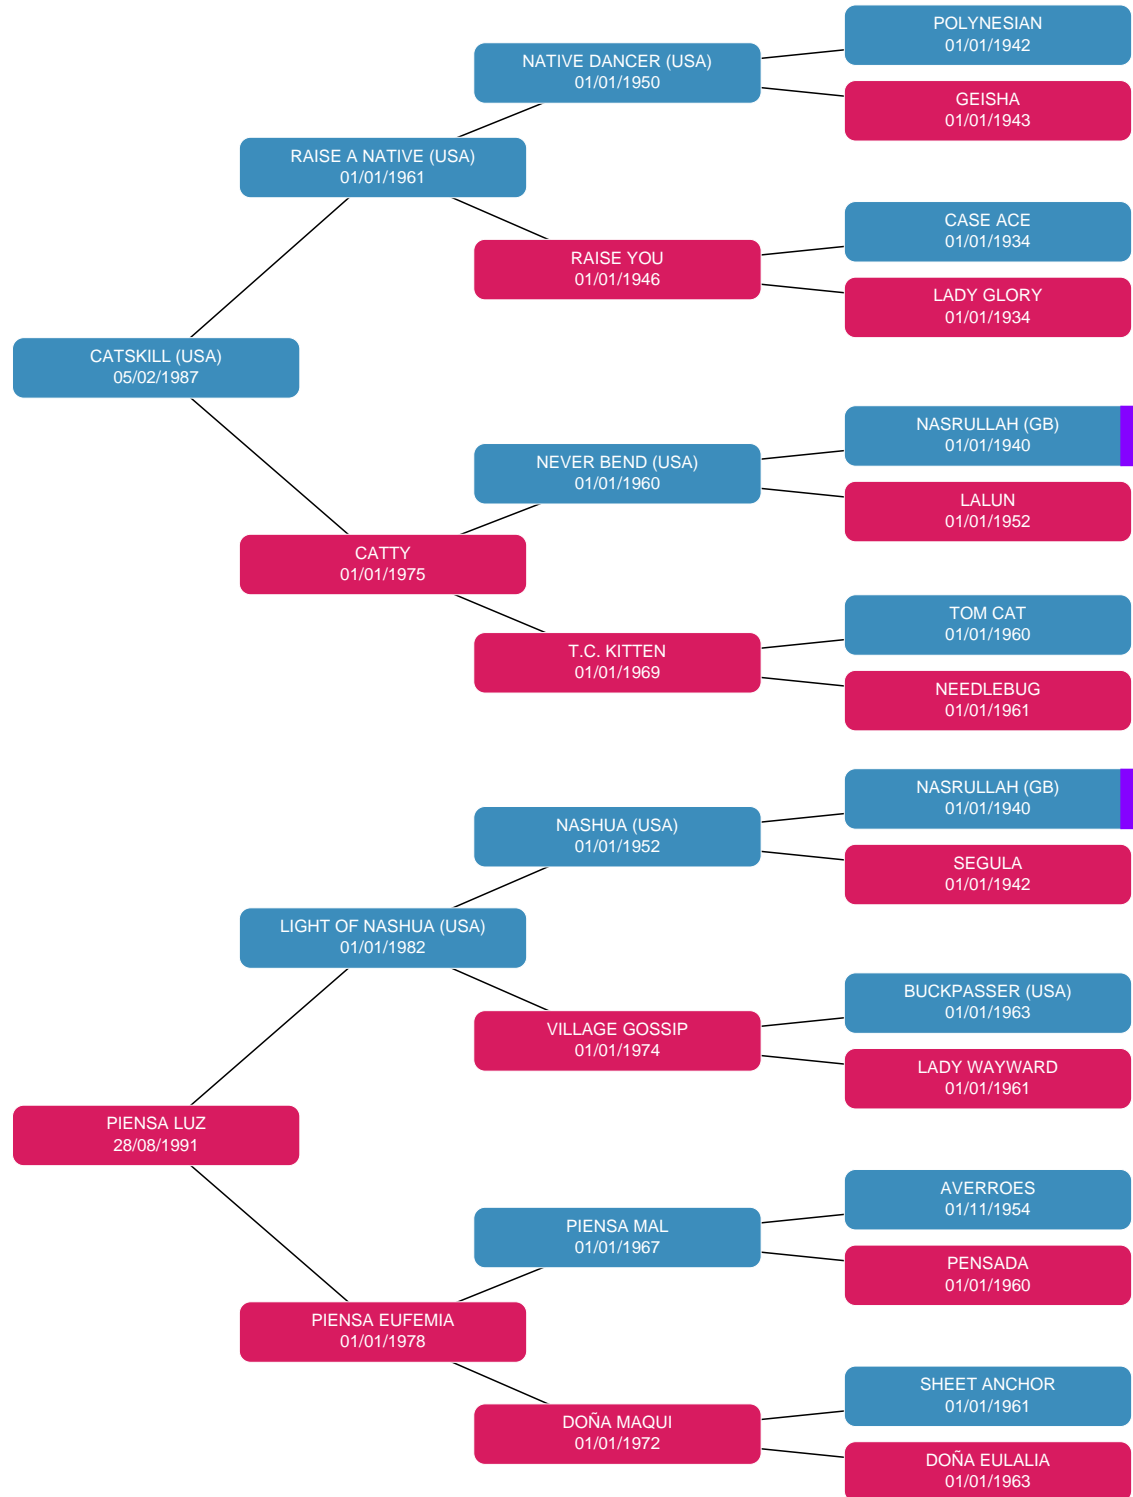 POLYNESIAN
01/01/1942
NATIVE DANCER (USA)
01/01/1950
GEISHA
01/01/1943
RAISE A NATIVE (USA)
01/01/1961
CASE ACE
01/01/1934
RAISE YOU
01/01/1946
LADY GLORY
01/01/1934
CATSKILL (USA)
05/02/1987
NASRULLAH (GB)
01/01/1940
NEVER BEND (USA)
01/01/1960
LALUN
01/01/1952
CATTY
01/01/1975
TOM CAT
01/01/1960
T.C. KITTEN
01/01/1969
NEEDLEBUG
01/01/1961
NASRULLAH (GB)
01/01/1940
NASHUA (USA)
01/01/1952
SEGULA
01/01/1942
LIGHT OF NASHUA (USA)
01/01/1982
BUCKPASSER (USA)
01/01/1963
VILLAGE GOSSIP
01/01/1974
LADY WAYWARD
01/01/1961
PIENSA LUZ
28/08/1991
AVERROES
01/11/1954
PIENSA MAL
01/01/1967
PENSADA
01/01/1960
PIENSA EUFEMIA
01/01/1978
SHEET ANCHOR
01/01/1961
DOÑA MAQUI
01/01/1972
DOÑA EULALIA
01/01/1963